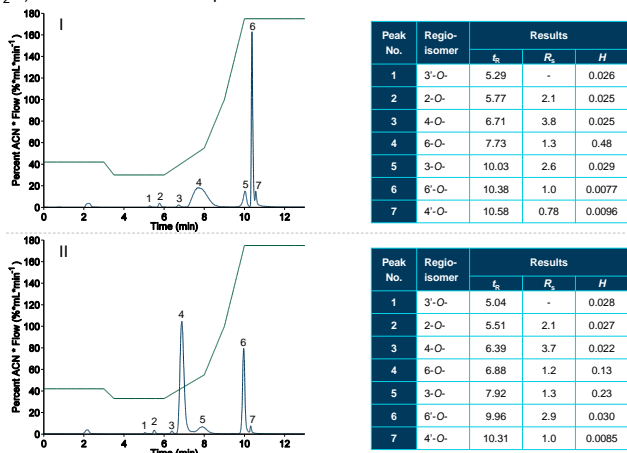 I
Percent ACN * Flow (%*mL*min-1)
180
160
140
120
100
80
60
40
20
0
0 2 4 6 8 10 12
Time (min)
1 2 3 4 5 6 7
Peak No. Regio-isomer Results
tR Rs H
1 3'-O- 5.29 - 0.026
2 2-O- 5.77 2.1 0.025
3 4-O- 6.71 3.8 0.025
4 6-O- 7.73 1.3 0.48
5 3-O- 10.03 2.6 0.029
6 6'-O- 10.38 1.0 0.0077
7 4'-O- 10.58 0.78 0.0096
II
Percent ACN * Flow (%*mL*min-1)
180
160
140
120
100
80
60
40
20
0
0 2 4 6 8 10 12
Time (min)
1 2 3 4 5 6 7
Peak No. Regio-isomer Results
tR Rs H
1 3'-O- 5.04 - 0.028
2 2-O- 5.51 2.1 0.027
3 4-O- 6.39 3.7 0.022
4 6-O- 6.88 1.2 0.13
5 3-O- 7.92 1.3 0.23
6 6'-O- 9.96 2.9 0.030
7 4'-O- 10.31 1.0 0.0085